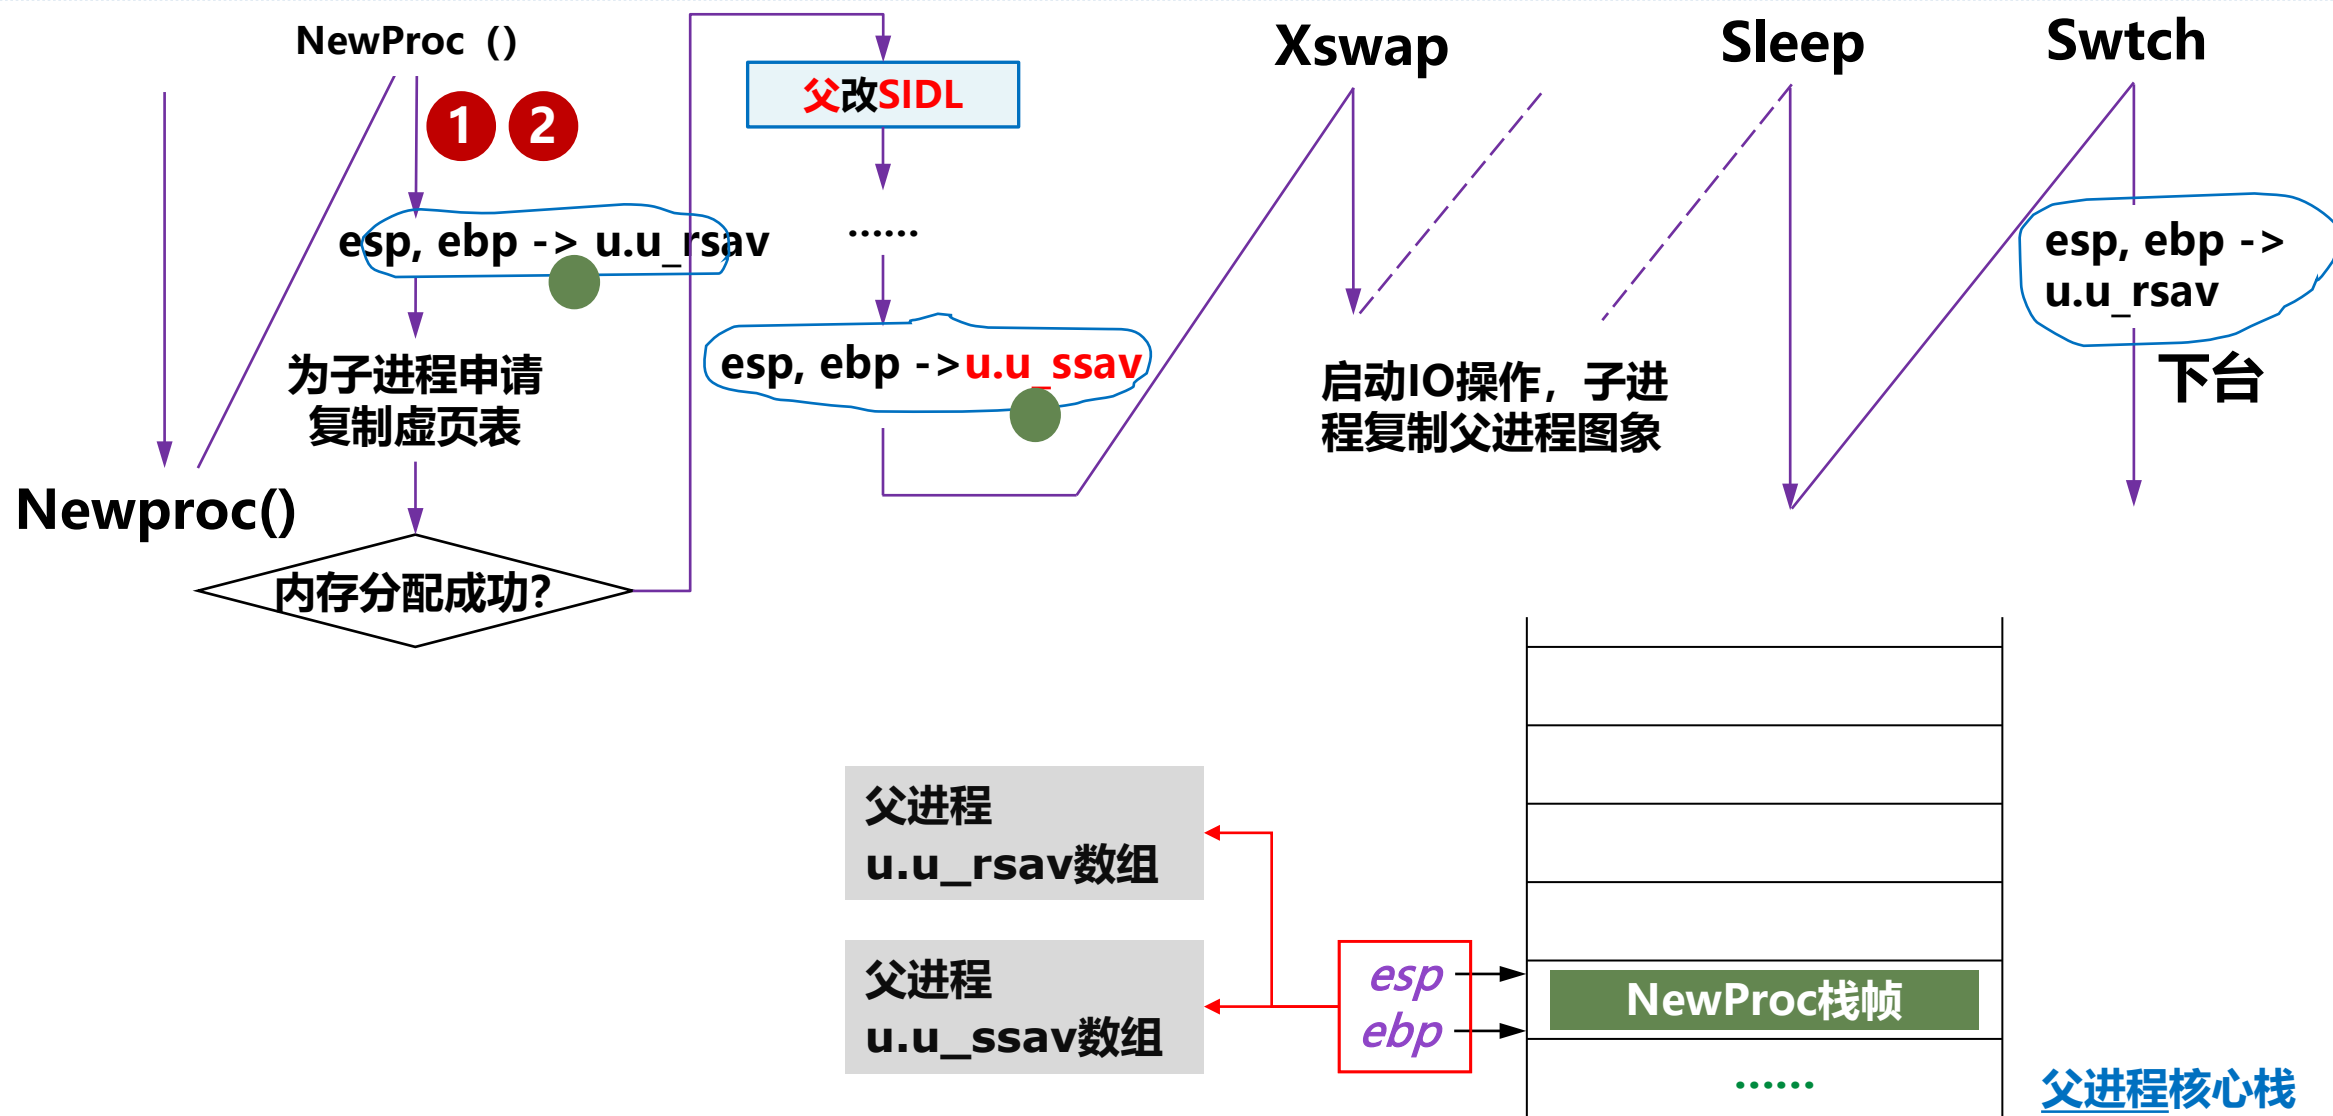 NewProc（）
① ②
esp, ebp -> u.u_rsav
为子进程申请
复制虚页表
Newproc()
内存分配成功？
父改SIDL
……
esp, ebp ->u.u_ssav
Xswap
启动IO操作，子进
程复制父进程图象
Sleep
Swtch
esp, ebp ->
u.u_rsav
下台
父进程
u.u_rsav数组
父进程
u.u_ssav数组
esp
ebp
NewProc栈帧
……
父进程核心栈